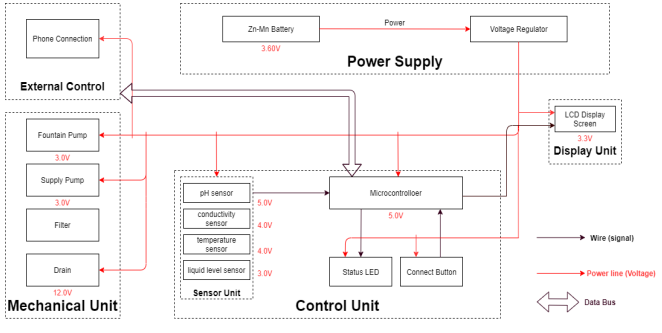 Phone Connection
External Control
Zn-Mn Battery
3.60V
Power
Voltage Regulator
Power Supply
LCD Display
Screen
3.3V
Display Unit
Fountain Pump
3.0V
Supply Pump
3.0V
Filter
Drain
12.0V
Mechanical Unit
pH sensor
5.0V
conductivity
sensor
4.0V
temperature
sensor
4.0V
liquid level sensor
3.0V
Sensor Unit
Microcontrolloer
5.0V
Status LED
Connect Button
Control Unit
Wire (signal)
Power line (Voltage)
Data Bus